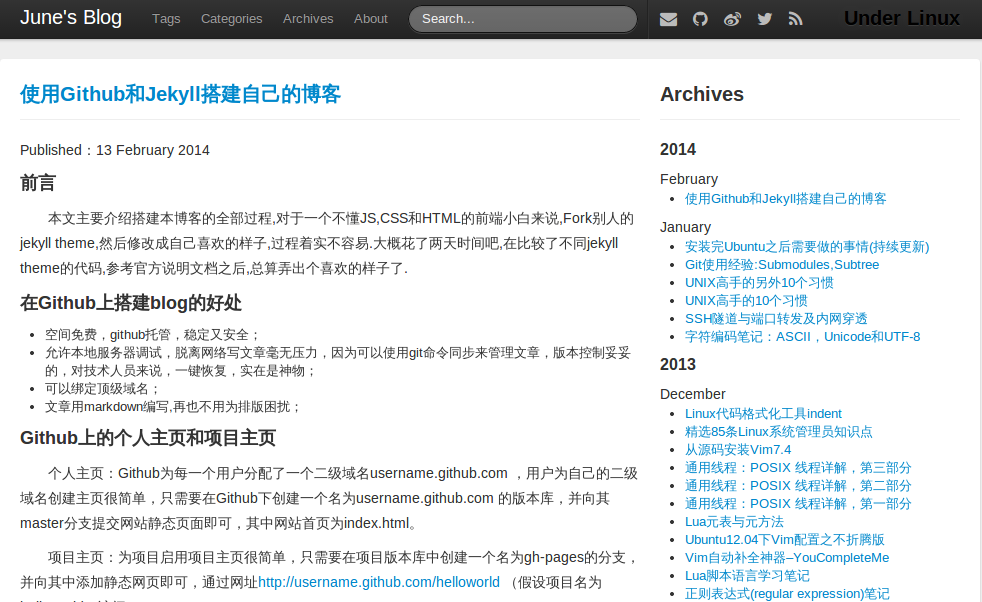 June's Blog Tags Categories Archives About Search... Under Linux
使用Github和Jekyll搭建自己的博客
Published：13 February 2014
前言
本文主要介绍搭建本博客的全部过程,对于一个不懂JS,CSS和HTML的前端小白来说,Fork别人的
jekyll theme,然后修改成自己喜欢的样子,过程着实不容易.大概花了两天时间吧,在比较了不同jekyll
theme的代码,参考官方说明文档之后,总算弄出个喜欢的样子了.
在Github上搭建blog的好处
空间免费，github托管，稳定又安全；
允许本地服务器调试，脱离网络写文章毫无压力，因为可以使用git命令同步来管理文章，版本控制妥妥
的，对技术人员来说，一键恢复，实在是神物；
可以绑定顶级域名；
文章用markdown编写,再也不用为排版困扰；
Github上的个人主页和项目主页
个人主页：Github为每一个用户分配了一个二级域名username.github.com ，用户为自己的二级
域名创建主页很简单，只需要在Github下创建一个名为username.github.com 的版本库，并向其
master分支提交网站静态页面即可，其中网站首页为index.html。
项目主页：为项目启用项目主页很简单，只需要在项目版本库中创建一个名为gh-pages的分支，
并向其中添加静态网页即可，通过网址http://username.github.com/helloworld （假设项目名为
Archives
2014
February
使用Github和Jekyll搭建自己的博客
January
安装完Ubuntu之后需要做的事情(持续更新)
Git使用经验:Submodules,Subtree
UNIX高手的另外10个习惯
UNIX高手的10个习惯
SSH隧道与端口转发及内网穿透
字符编码笔记：ASCII，Unicode和UTF-8
2013
December
Linux代码格式化工具indent
精选85条Linux系统管理员知识点
从源码安装Vim7.4
通用线程：POSIX 线程详解，第三部分
通用线程：POSIX 线程详解，第二部分
通用线程：POSIX 线程详解，第一部分
Lua元表与元方法
Ubuntu12.04下Vim配置之不折腾版
Vim自动补全神器–YouCompleteMe
Lua脚本语言学习笔记
正则表达式(regular expression)笔记